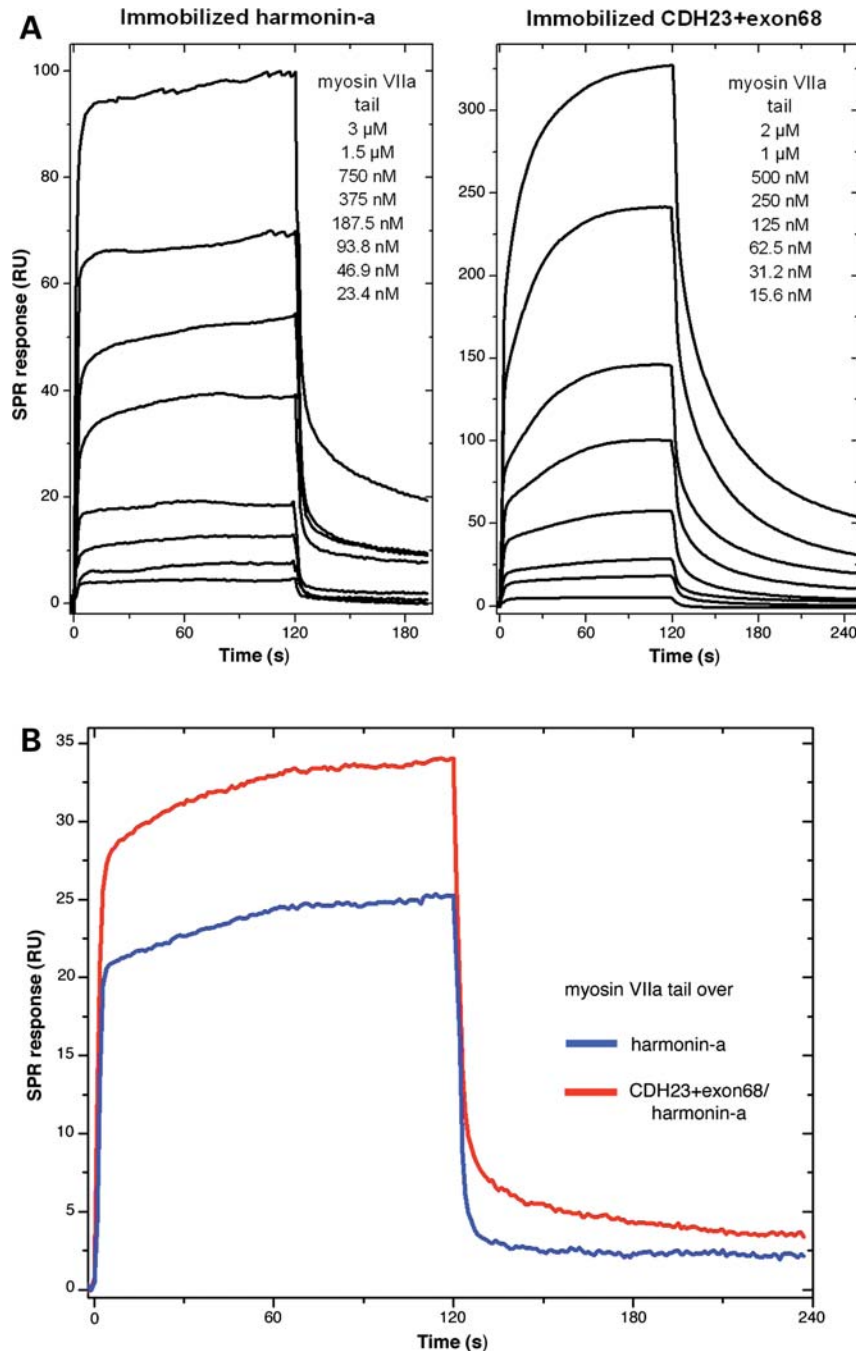 A
Immobilized harmonin-a
Immobilized CDH23+exon68
SPR response (RU)
100
80
60
40
20
0
myosin VIIa
tail
3 µM
1.5 µM
750 nM
375 nM
187.5 nM
93.8 nM
46.9 nM
23.4 nM
0
60
120
180
Time (s)
300
250
200
150
100
50
0
myosin VIIa
tail
2 µM
1 µM
500 nM
250 nM
125 nM
62.5 nM
31.2 nM
15.6 nM
0
60
120
180
240
Time (s)
B
SPR response (RU)
35
30
25
20
15
10
5
0
myosin VIIa tail over
harmonin-a
CDH23+exon68/
harmonin-a
0
60
120
180
240
Time (s)